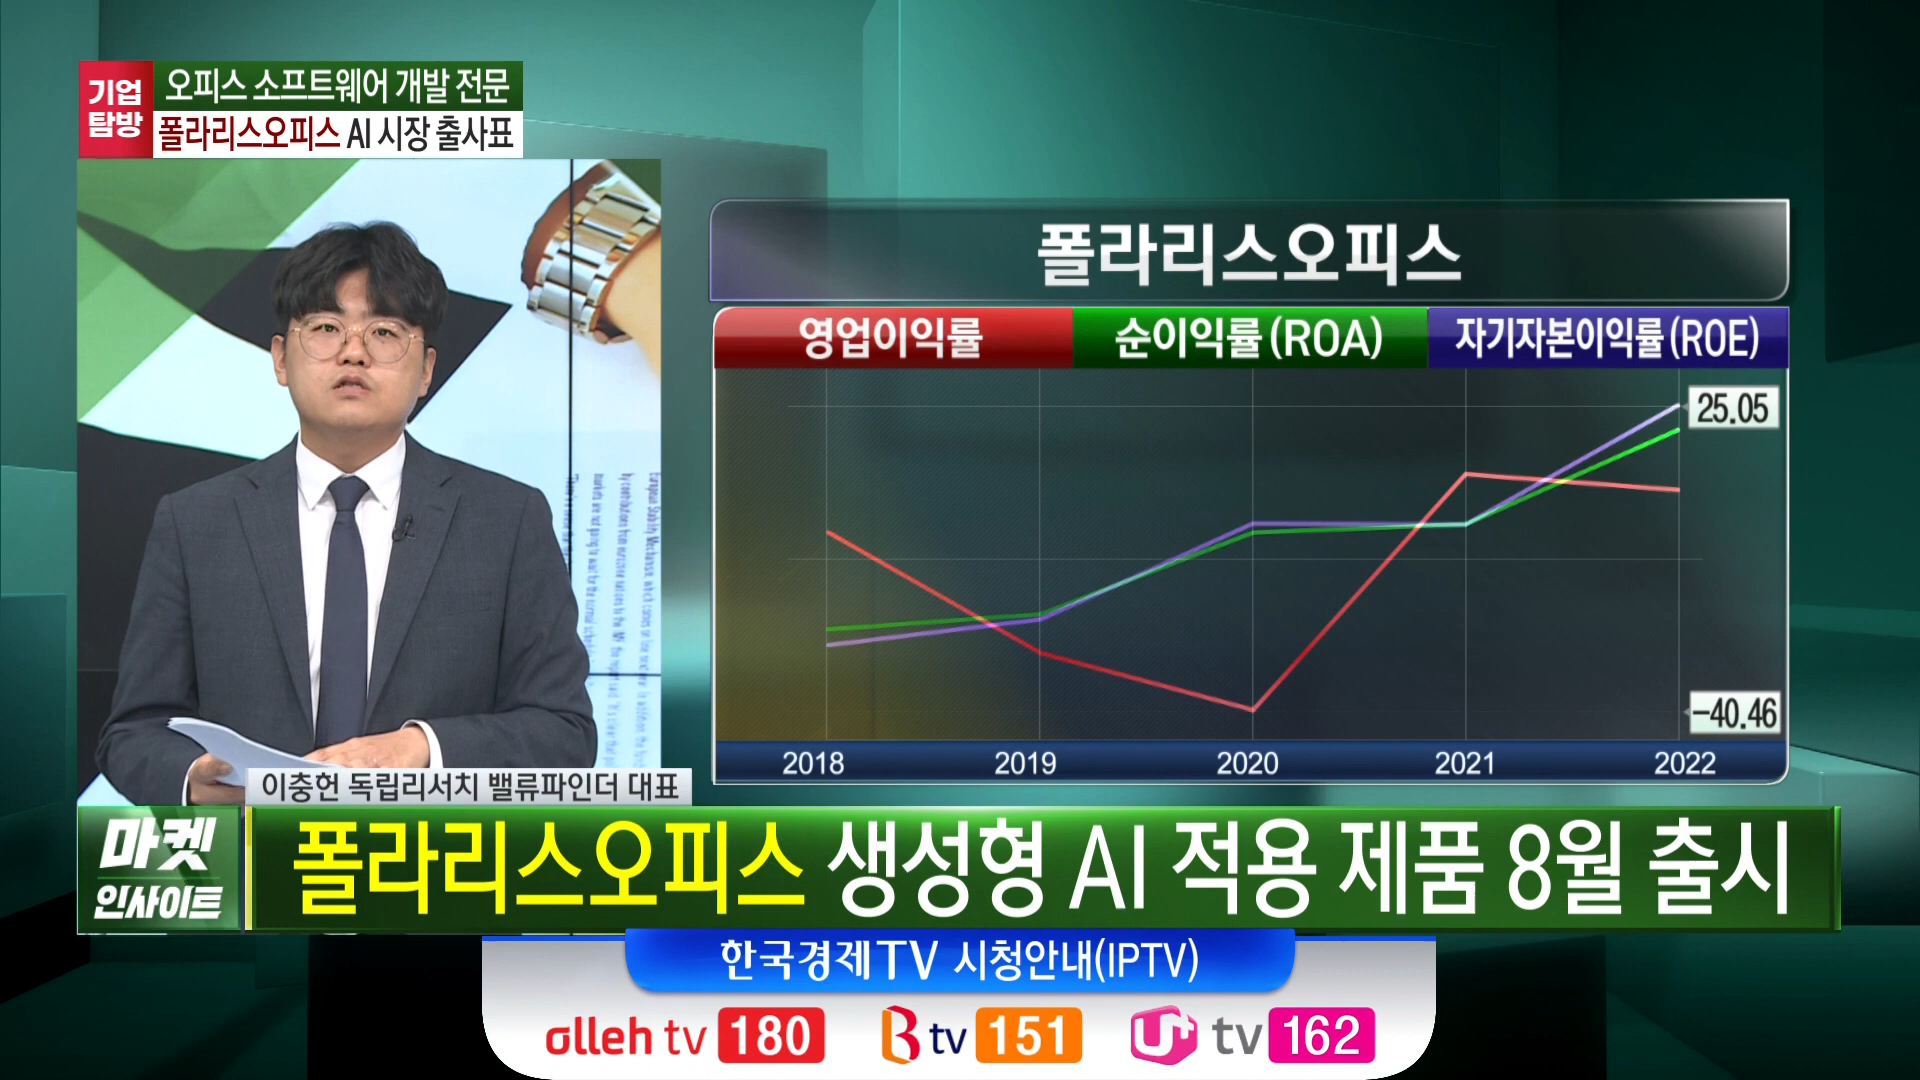 기업
탐방
오피스 소프트웨어 개발 전문
폴라리스오피스 AI 시장 출사표
폴라리스오피스
영업이익률
순이익률(ROA)
자기자본이익률(ROE)
25.05
-40.46
2018 2019 2020 2021 2022
이충헌 독립리서치 밸류파인더 대표
마켓
인사이트
폴라리스오피스 생성형 AI 적용 제품 8월 출시
한국경제TV 시청안내(IPTV)
olleh tv 180 B tv 151 U+ tv 162